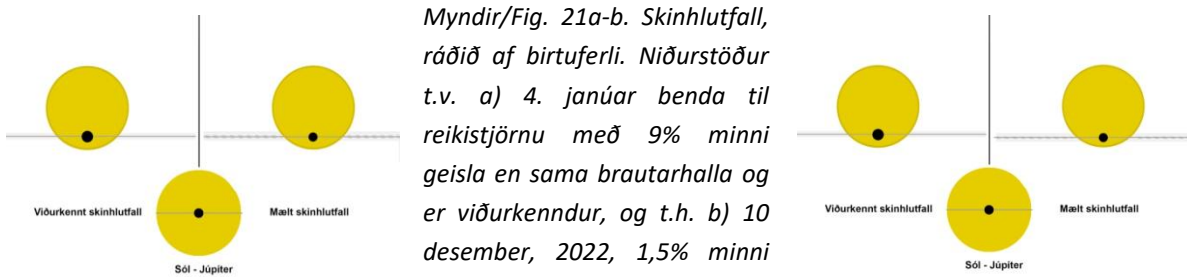 Viðurkennt skinhlutfall
Mælt skinhlutfall
Sól - Júpíter
Myndir/Fig. 21a-b. Skinhlutfall,
ráðið af birtuferli. Niðurstöður
t.v. a) 4. janúar benda til
reikistjörnu með 9% minni
geisla en sama brautarhalla og
er viðurkenndur, og t.h. b) 10
desember, 2022, 1,5% minni
Viðurkennt skinhlutfall
Mælt skinhlutfall
Sól - Júpíter